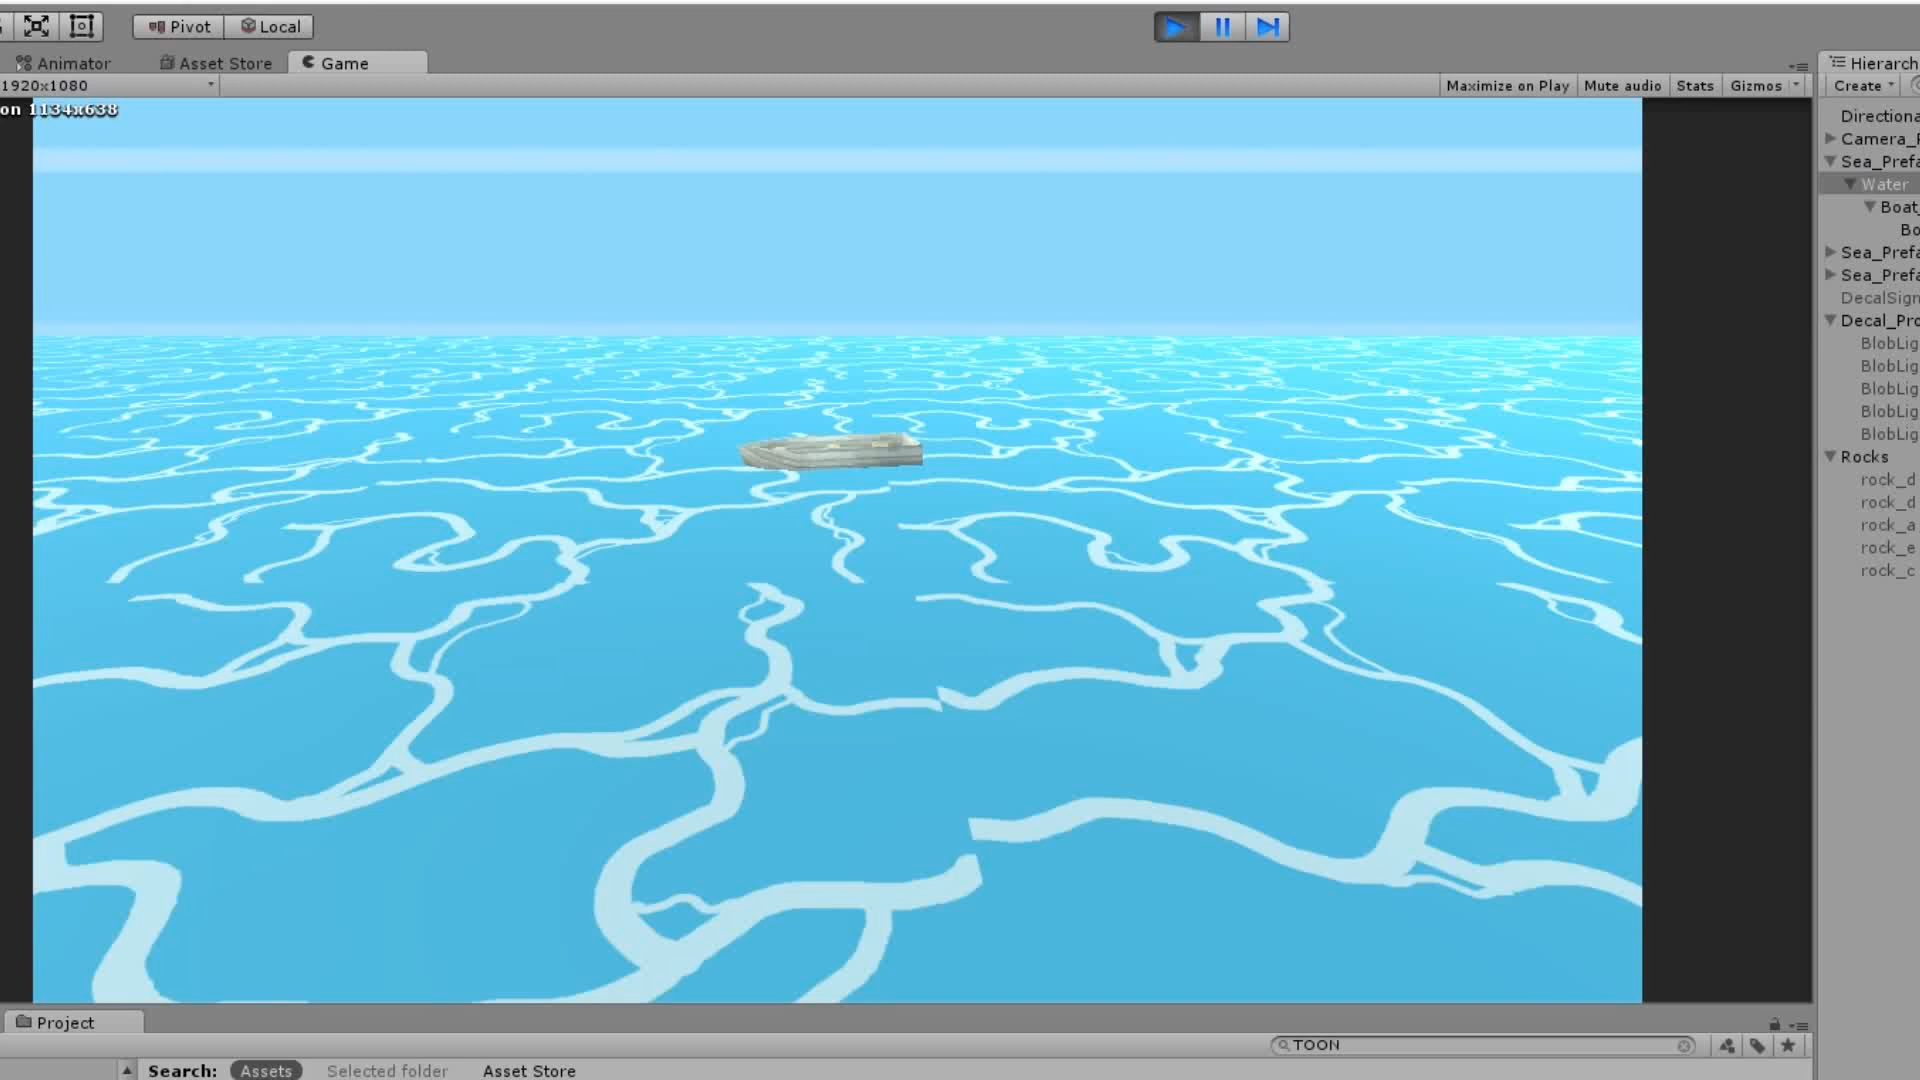 Pivot Local
Animator Asset Store Game
1920x1080 Maximize on Play Mute audio Stats Gizmos
on 1134x638
Hierarch
Create
Directiona
Camera_
Sea_Prefa
Water
Boat_
Bo
Sea_Prefa
Sea_Prefa
DecalSign
Decal_Pro
BlobLig
BlobLig
BlobLig
BlobLig
BlobLig
Rocks
rock_d
rock_d
rock_a
rock_e
rock_c
Project
TOON
Search: Assets Selected folder Asset Store